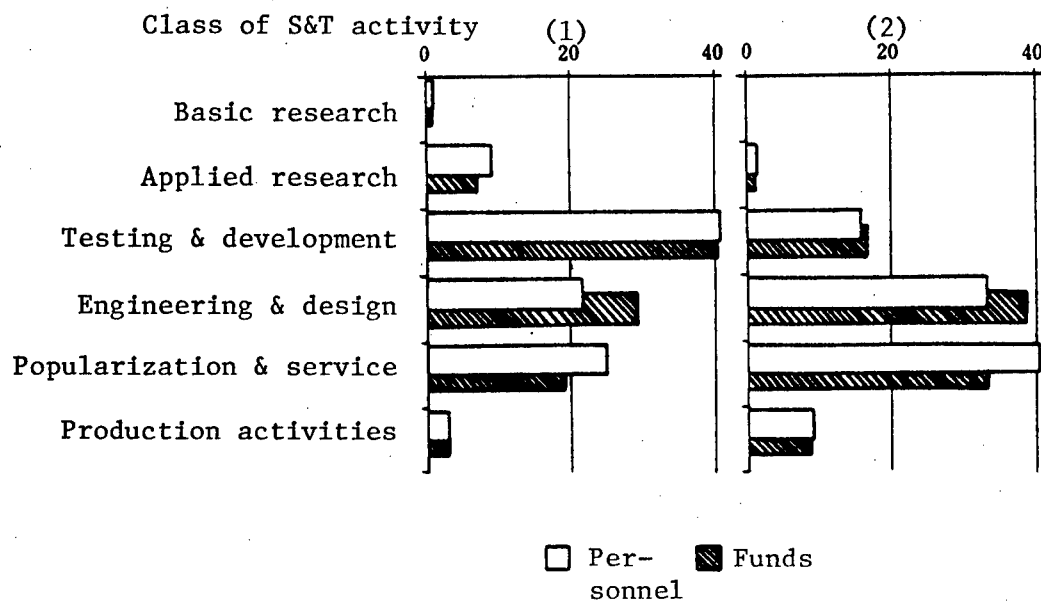 Class of S&T activity (1) (2)
0 20 40 0 20 40
Basic research
Applied research
Testing & development
Engineering & design
Popularization & service
Production activities
Per- Funds
sonnel